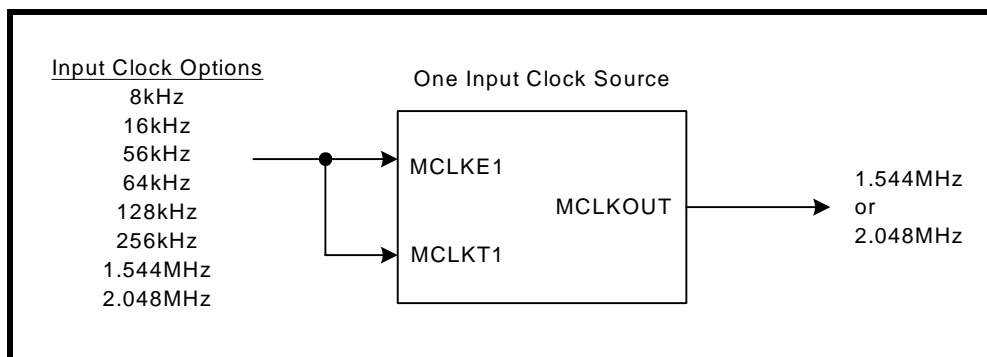 Input Clock Options
8kHz
16kHz
56kHz
64kHz
128kHz
256kHz
1.544MHz
2.048MHz
One Input Clock Source
MCLKE1
MCLKOUT
MCLKT1
1.544MHz
or
2.048MHz